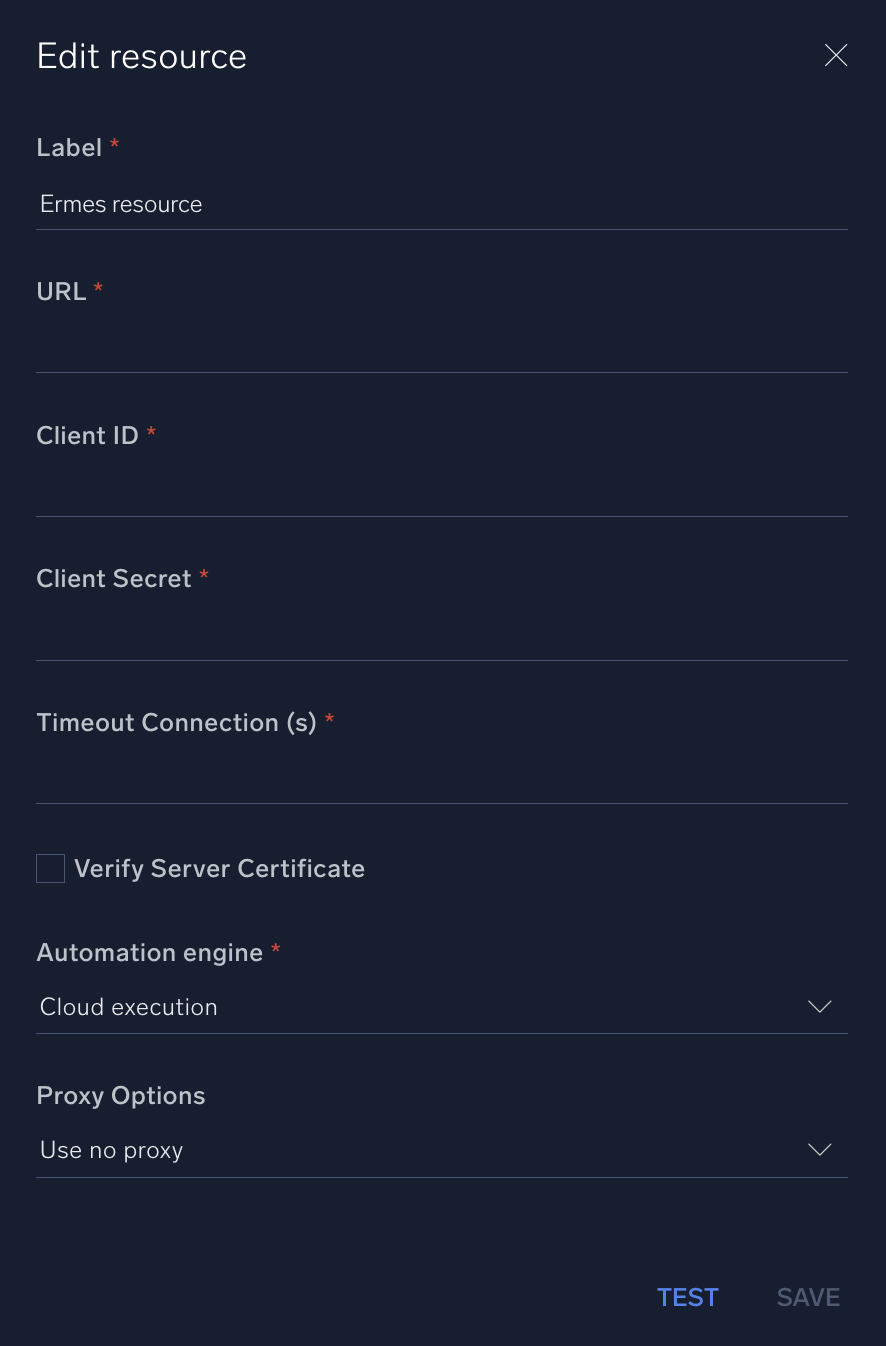 Edit resource
Label *
Ermes resource
URL *
Client ID *
Client Secret *
Timeout Connection (s) *
Verify Server Certificate
Automation engine *
Cloud execution
Proxy Options
Use no proxy
TEST SAVE